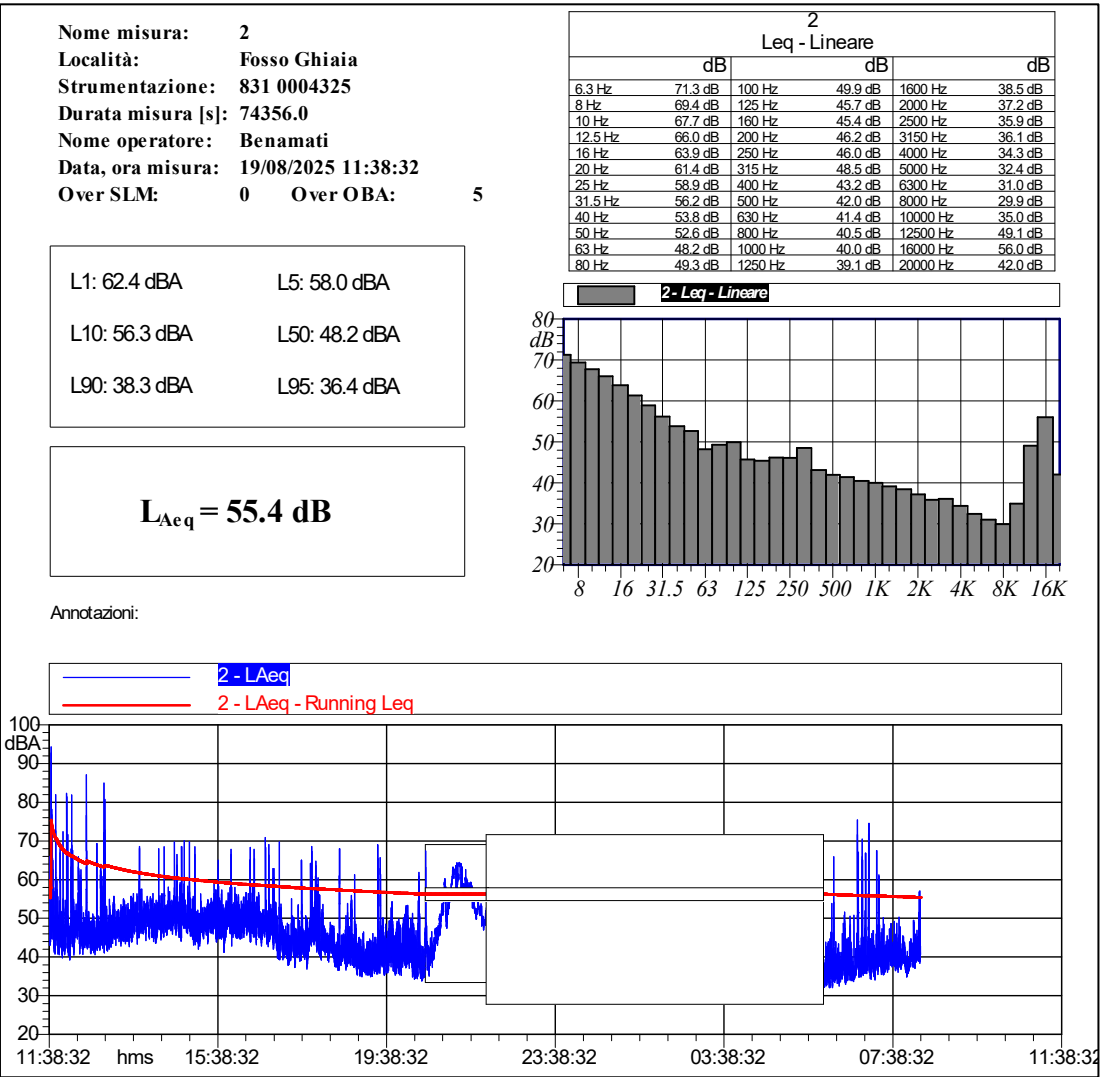 Nome misura: 2
Località: Fosso Ghiaia
Strumentazione: 831 0004325
Durata misura [s]: 74356.0
Nome operatore: Benamati
Data, ora misura: 19/08/2025 11:38:32
Over SLM: 0 Over OBA: 5
2
Leq - Lineare
dB dB dB
6.3 Hz 71.3 dB 100 Hz 49.9 dB 1600 Hz 38.5 dB
8 Hz 69.4 dB 125 Hz 45.7 dB 2000 Hz 37.2 dB
10 Hz 67.7 dB 160 Hz 45.4 dB 2500 Hz 35.9 dB
12.5 Hz 66.0 dB 200 Hz 46.2 dB 3150 Hz 36.1 dB
16 Hz 63.9 dB 250 Hz 46.0 dB 4000 Hz 34.3 dB
20 Hz 61.4 dB 315 Hz 48.5 dB 5000 Hz 32.4 dB
25 Hz 58.9 dB 400 Hz 43.2 dB 6300 Hz 31.0 dB
31.5 Hz 56.2 dB 500 Hz 42.0 dB 8000 Hz 29.9 dB
40 Hz 53.8 dB 630 Hz 41.4 dB 10000 Hz 35.0 dB
50 Hz 52.6 dB 800 Hz 40.5 dB 12500 Hz 49.1 dB
63 Hz 48.2 dB 1000 Hz 40.0 dB 16000 Hz 56.0 dB
80 Hz 49.3 dB 1250 Hz 39.1 dB 20000 Hz 42.0 dB
L1: 62.4 dBA L5: 58.0 dBA
L10: 56.3 dBA L50: 48.2 dBA
L90: 38.3 dBA L95: 36.4 dBA
2 - Leq - Lineare
80
dB
70
60
50
40
30
20
8 16 31.5 63 125 250 500 1K 2K 4K 8K 16K
LAeq = 55.4 dB
Annotazioni:
2 - LAeq
2 - LAeq - Running Leq
100
dBA
90
80
70
60
50
40
30
20
11:38:32 hms 15:38:32 19:38:32 23:38:32 03:38:32 07:38:32 11:38:32